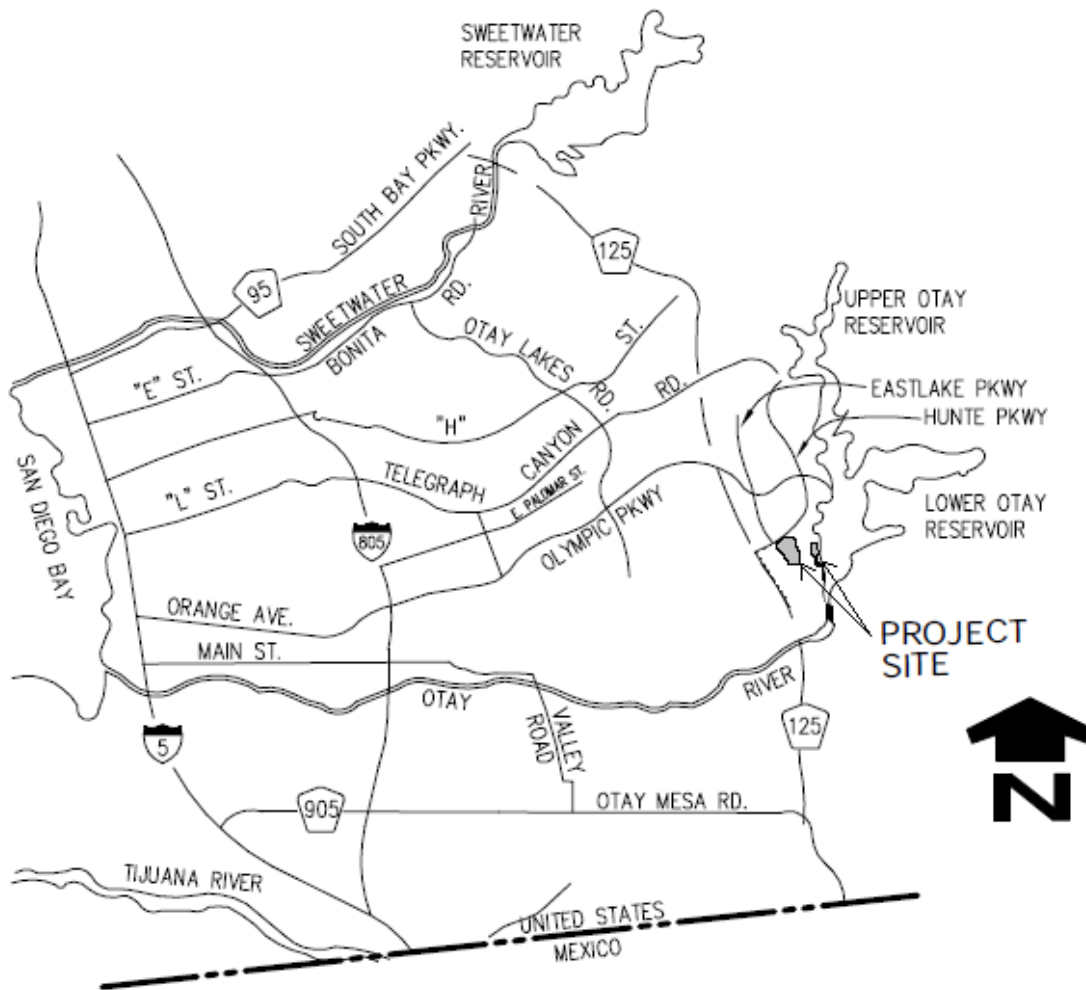 SWEETWATER
RESERVOIR
SOUTH BAY PKWY.
RIVER
125
95
SWEETWATER
BONITA
RD.
OTAY LAKES
RD.
ST.
UPPER OTAY
RESERVOIR
"E" ST.
EASTLAKE PKWY
RD.
HUNTE PKWY
"H"
CANYON
TELEGRAPH
SAN DIEGO BAY
"L" ST.
E. PALOMAR ST.
LOWER OTAY
RESERVOIR
805
OLYMPIC PKWY
ORANGE AVE.
PROJECT
SITE
MAIN ST.
RIVER
OTAY
VALLEY
ROAD
125
5
N
905
OTAY MESA RD.
TIJUANA RIVER
UNITED STATES
MEXICO